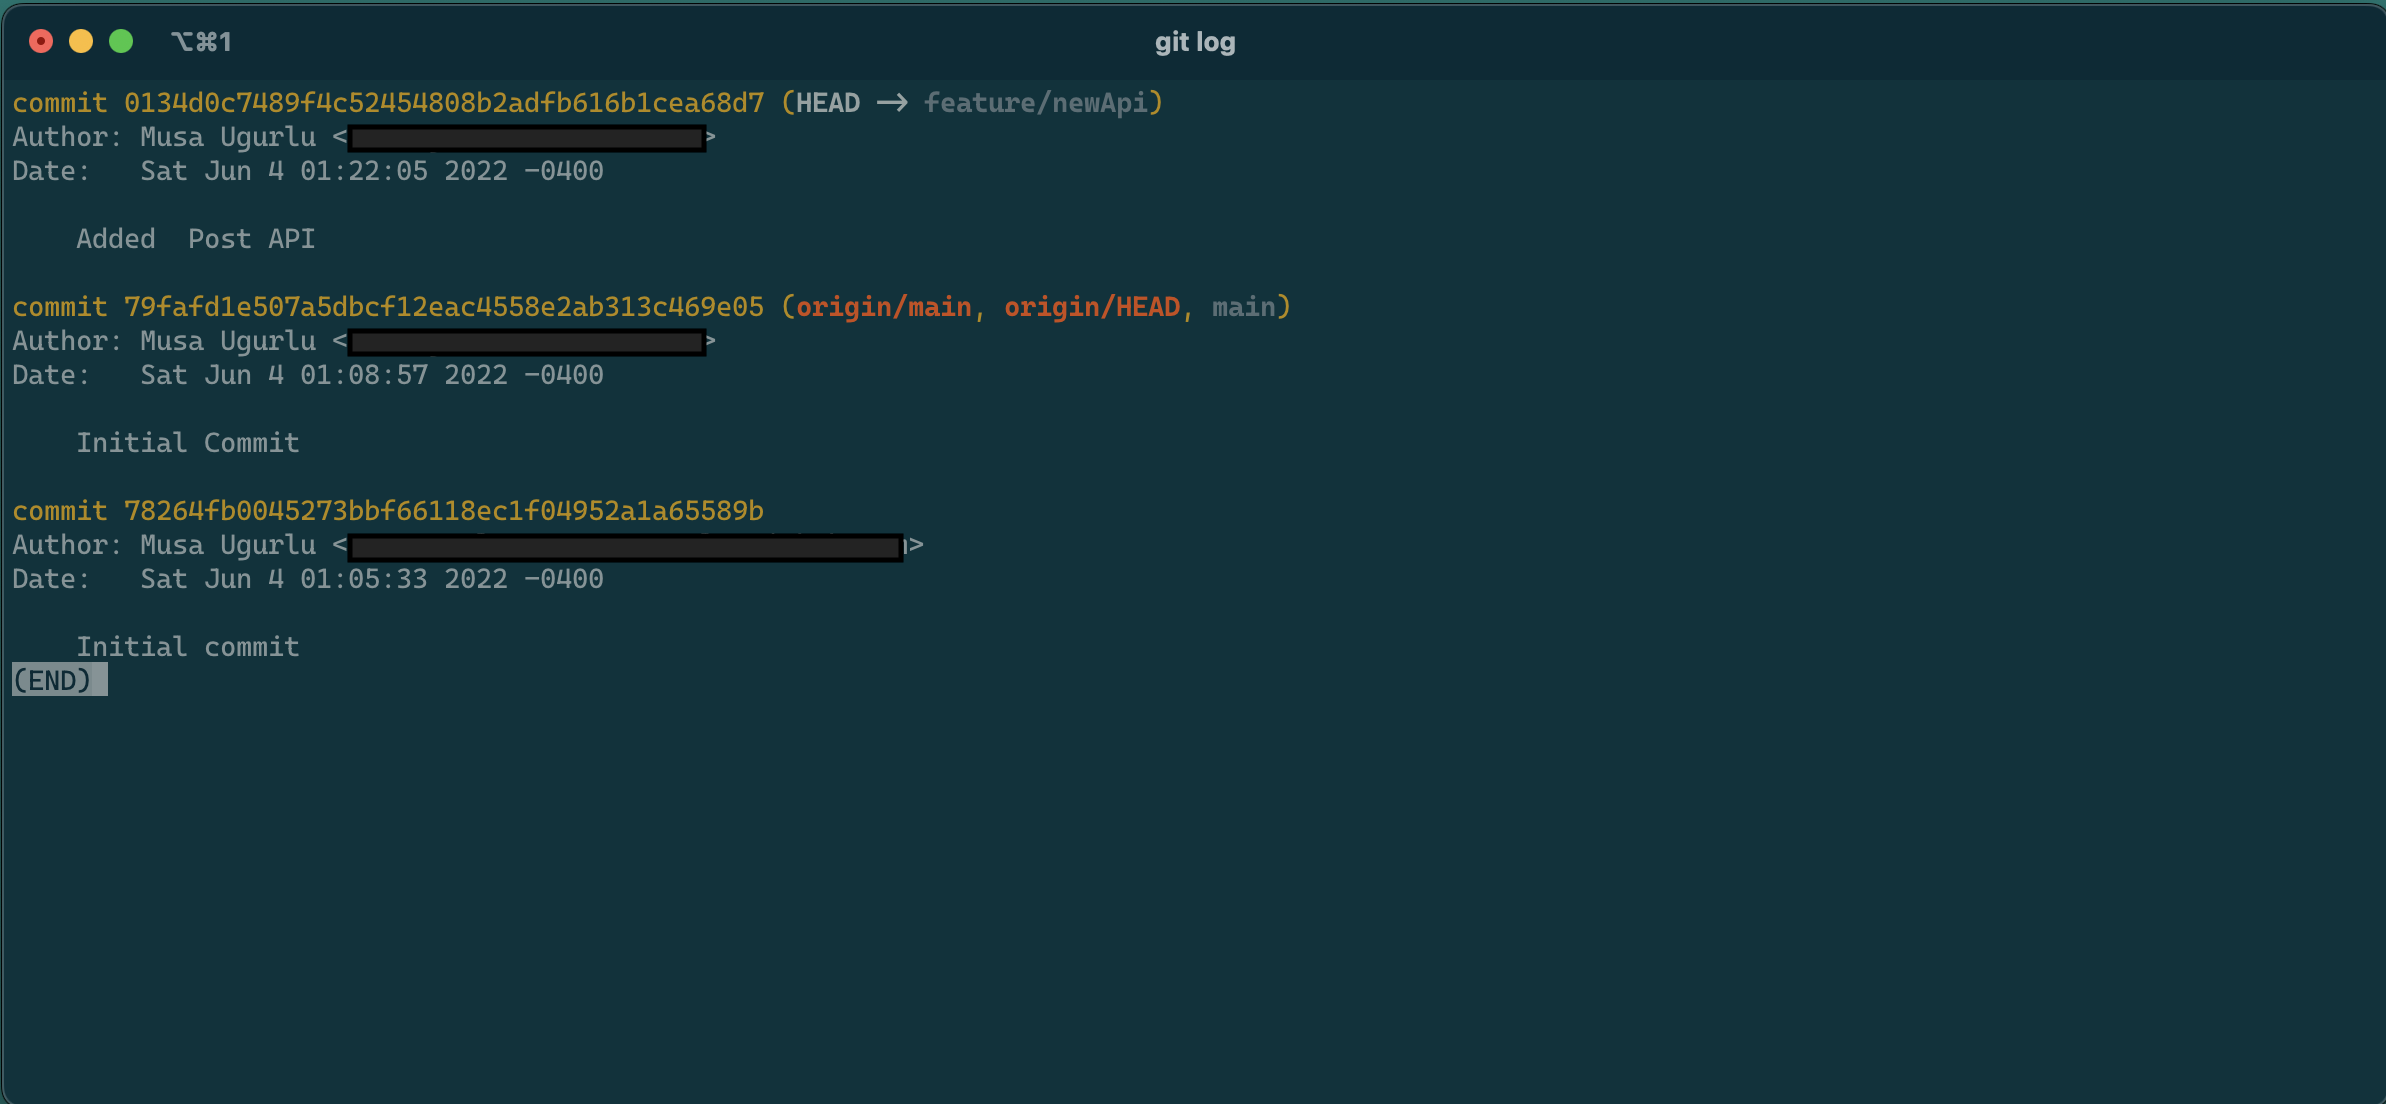 ⌥⌘1
git log
commit 0134d0c7489f4c52454808b2adfb616b1cea68d7 (HEAD -> feature/newApi)
Author: Musa Ugurlu < >
Date:   Sat Jun 4 01:22:05 2022 -0400
Added  Post API
commit 79fafd1e507a5dbcf12eac4558e2ab313c469e05 (origin/main, origin/HEAD, main)
Author: Musa Ugurlu < >
Date:   Sat Jun 4 01:08:57 2022 -0400
Initial Commit
commit 78264fb0045273bbf66118ec1f04952a1a65589b
Author: Musa Ugurlu < >
Date:   Sat Jun 4 01:05:33 2022 -0400
Initial commit
(END)